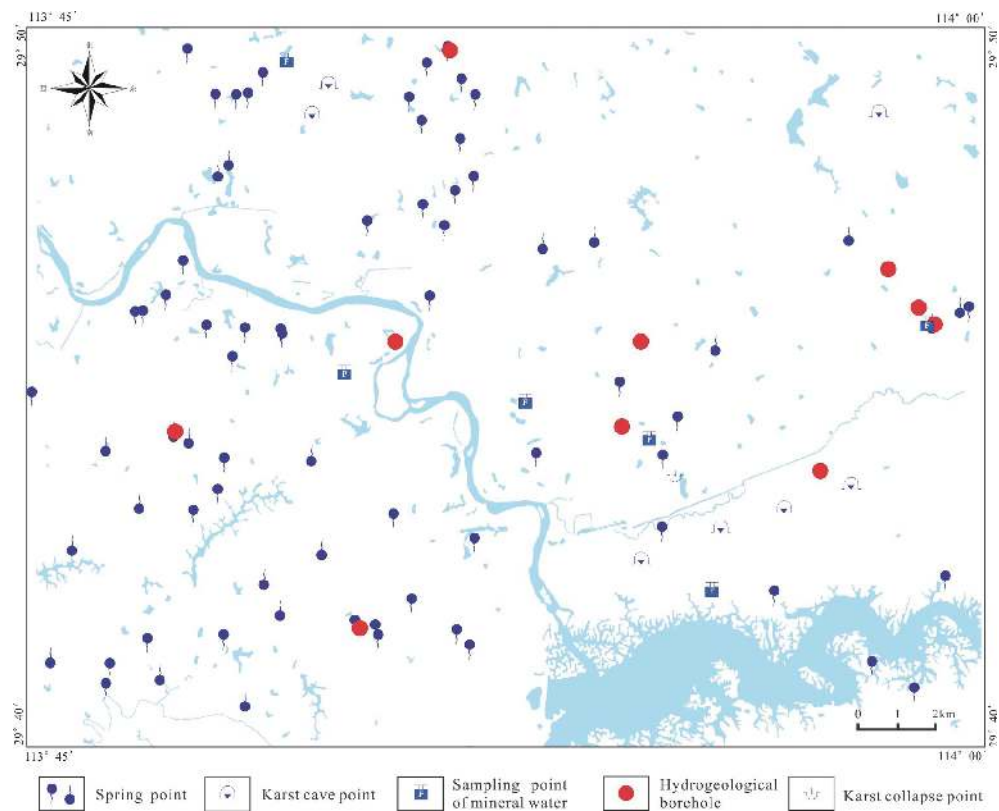 113° 45′
114° 00′
29° 50′
29° 50′
P
P
P
P
P
P
0 1 2km
29° 40′
29° 40′
113° 45′
114° 00′
Spring point
Karst cave point
P
Sampling point
of mineral water
Hydrogeological
borehole
Karst collapse point